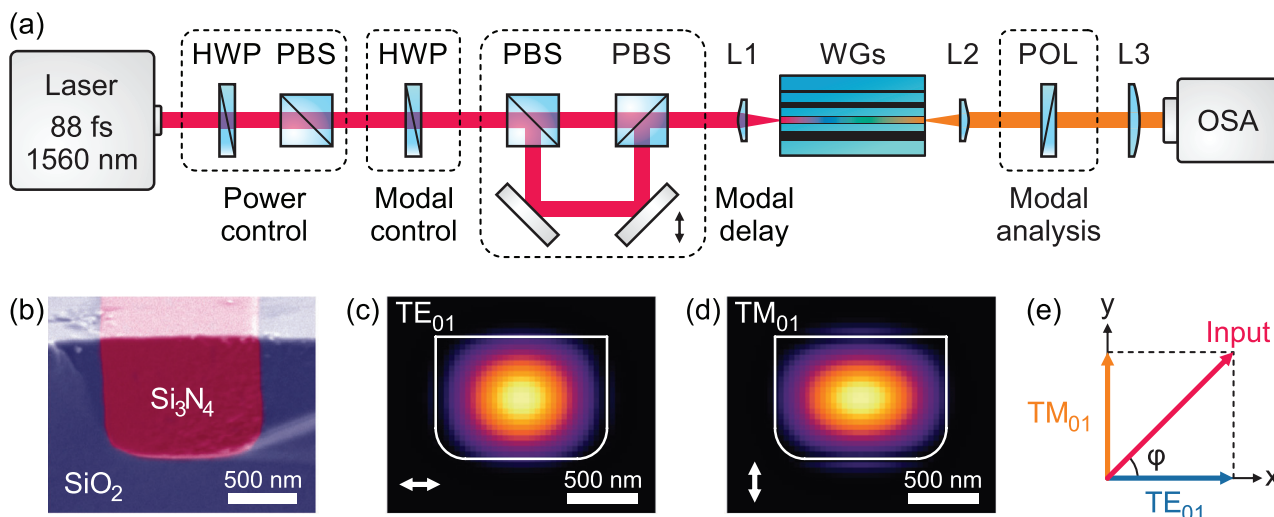 (a)
HWP PBS HWP PBS PBS L1 WGs L2 POL L3
Laser
88 fs
1560 nm
OSA
Power
control
Modal
control
Modal
delay
Modal
analysis
(b)
Si₃N₄
SiO₂
500 nm
(c)
TE₀₁
500 nm
(d)
TM₀₁
500 nm
(e)
y
Input
TM₀₁
φ
x
TE₀₁